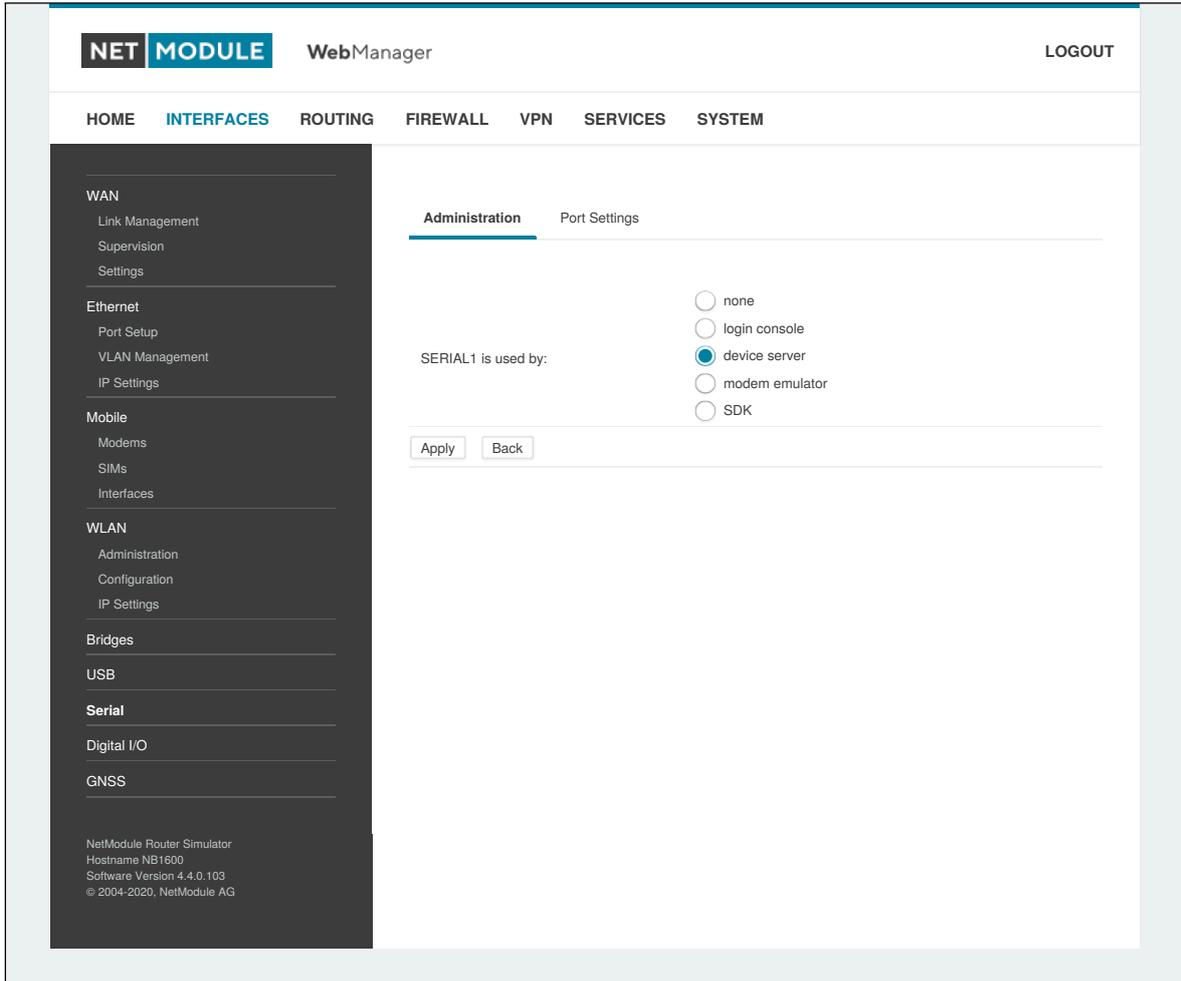 NET MODULE WebManager LOGOUT
HOME INTERFACES ROUTING FIREWALL VPN SERVICES SYSTEM
WAN
Link Management
Supervision
Settings
Ethernet
Port Setup
VLAN Management
IP Settings
Mobile
Modems
SIMs
Interfaces
WLAN
Administration
Configuration
IP Settings
Bridges
USB
Serial
Digital I/O
GNSS
NetModule Router Simulator
Hostname NB1600
Software Version 4.4.0.103
© 2004-2020, NetModule AG
Administration Port Settings
SERIAL1 is used by:
none
login console
device server
modem emulator
SDK
Apply Back